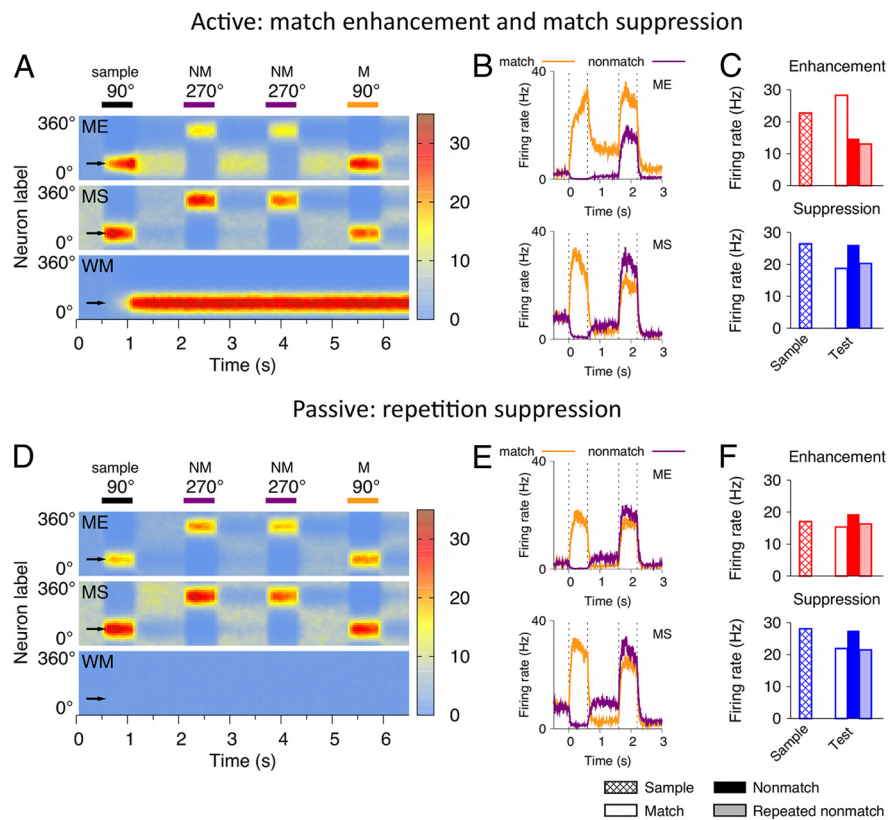 Active: match enhancement and match suppression
A
sample NM NM M
90° 270° 270° 90°
ME
360°
0°
MS
360°
0°
WM
360°
0°
Neuron label
0 1 2 3 4 5 6
Time (s)
30
20
10
0
B
match nonmatch
40
ME
Firing rate (Hz)
0
0 1 2 3
Time (s)
40
MS
Firing rate (Hz)
0
0 1 2 3
Time (s)
C
Enhancement
30
20
10
0
Firing rate (Hz)
Suppression
30
20
10
0
Firing rate (Hz)
Sample Test
Passive: repetition suppression
D
sample NM NM M
90° 270° 270° 90°
ME
360°
0°
MS
360°
0°
WM
360°
0°
Neuron label
0 1 2 3 4 5 6
Time (s)
30
20
10
0
E
match nonmatch
40
ME
Firing rate (Hz)
0
0 1 2 3
Time (s)
40
MS
Firing rate (Hz)
0
0 1 2 3
Time (s)
F
Enhancement
30
20
10
0
Firing rate (Hz)
Suppression
30
20
10
0
Firing rate (Hz)
Sample Test
Sample Nonmatch
Match Repeated nonmatch